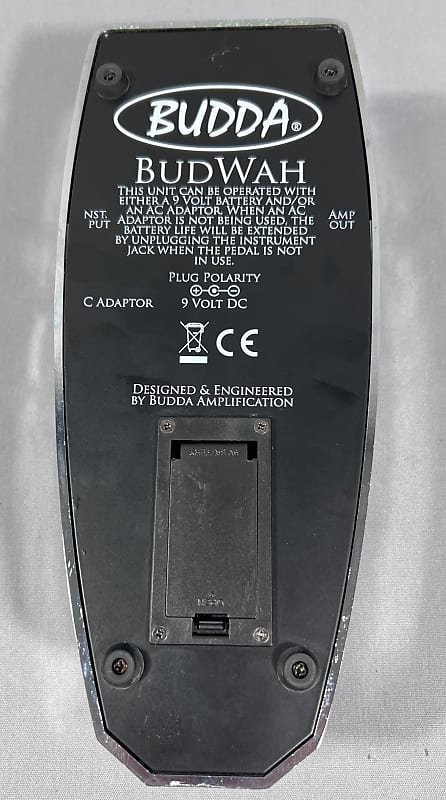 BUDDA®
BUDWAH
THIS UNIT CAN BE OPERATED WITH
EITHER A 9 VOLT BATTERY AND/OR
AN AC ADAPTOR. WHEN AN AC
NST. ADAPTOR IS NOT BEING USED, THE AMP
PUT BATTERY LIFE WILL BE EXTENDED OUT
BY UNPLUGGING THE INSTRUMENT
JACK WHEN THE PEDAL IS NOT
IN USE.
PLUG POLARITY
C ADAPTOR 9 VOLT DC
CE
DESIGNED & ENGINEERED
BY BUDDA AMPLIFICATION
OPEN